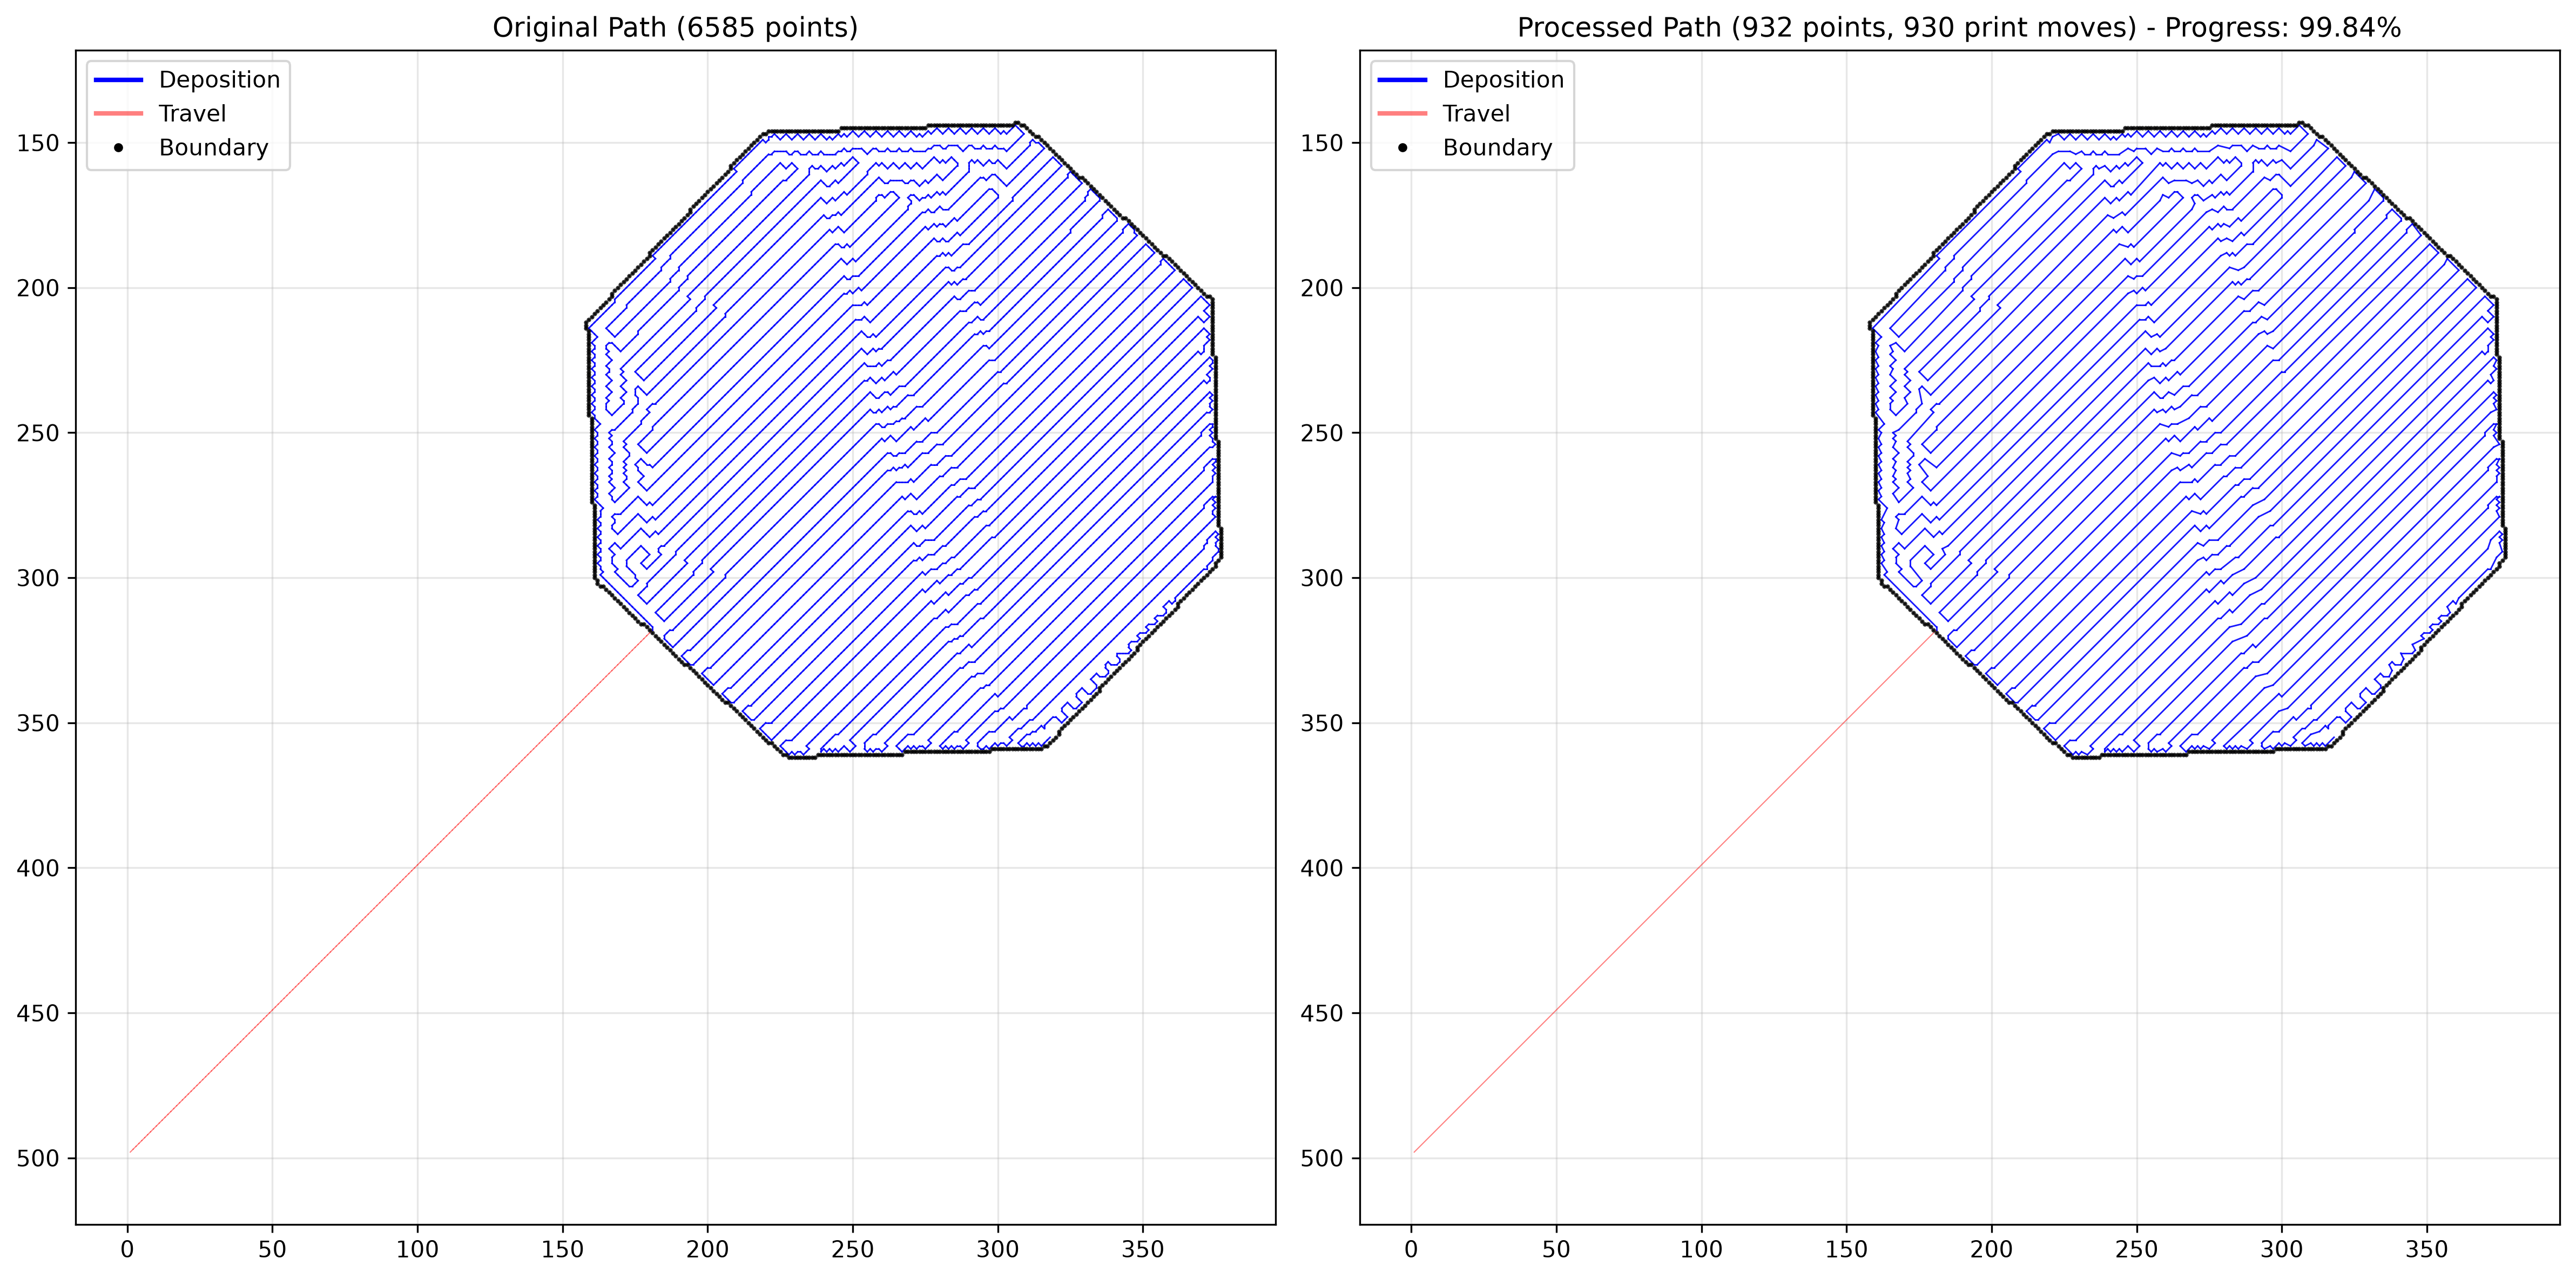 Original Path (6585 points)
Deposition
Travel
Boundary
150
200
250
300
350
400
450
500
0 50 100 150 200 250 300 350
Processed Path (932 points, 930 print moves) - Progress: 99.84%
Deposition
Travel
Boundary
150
200
250
300
350
400
450
500
0 50 100 150 200 250 300 350